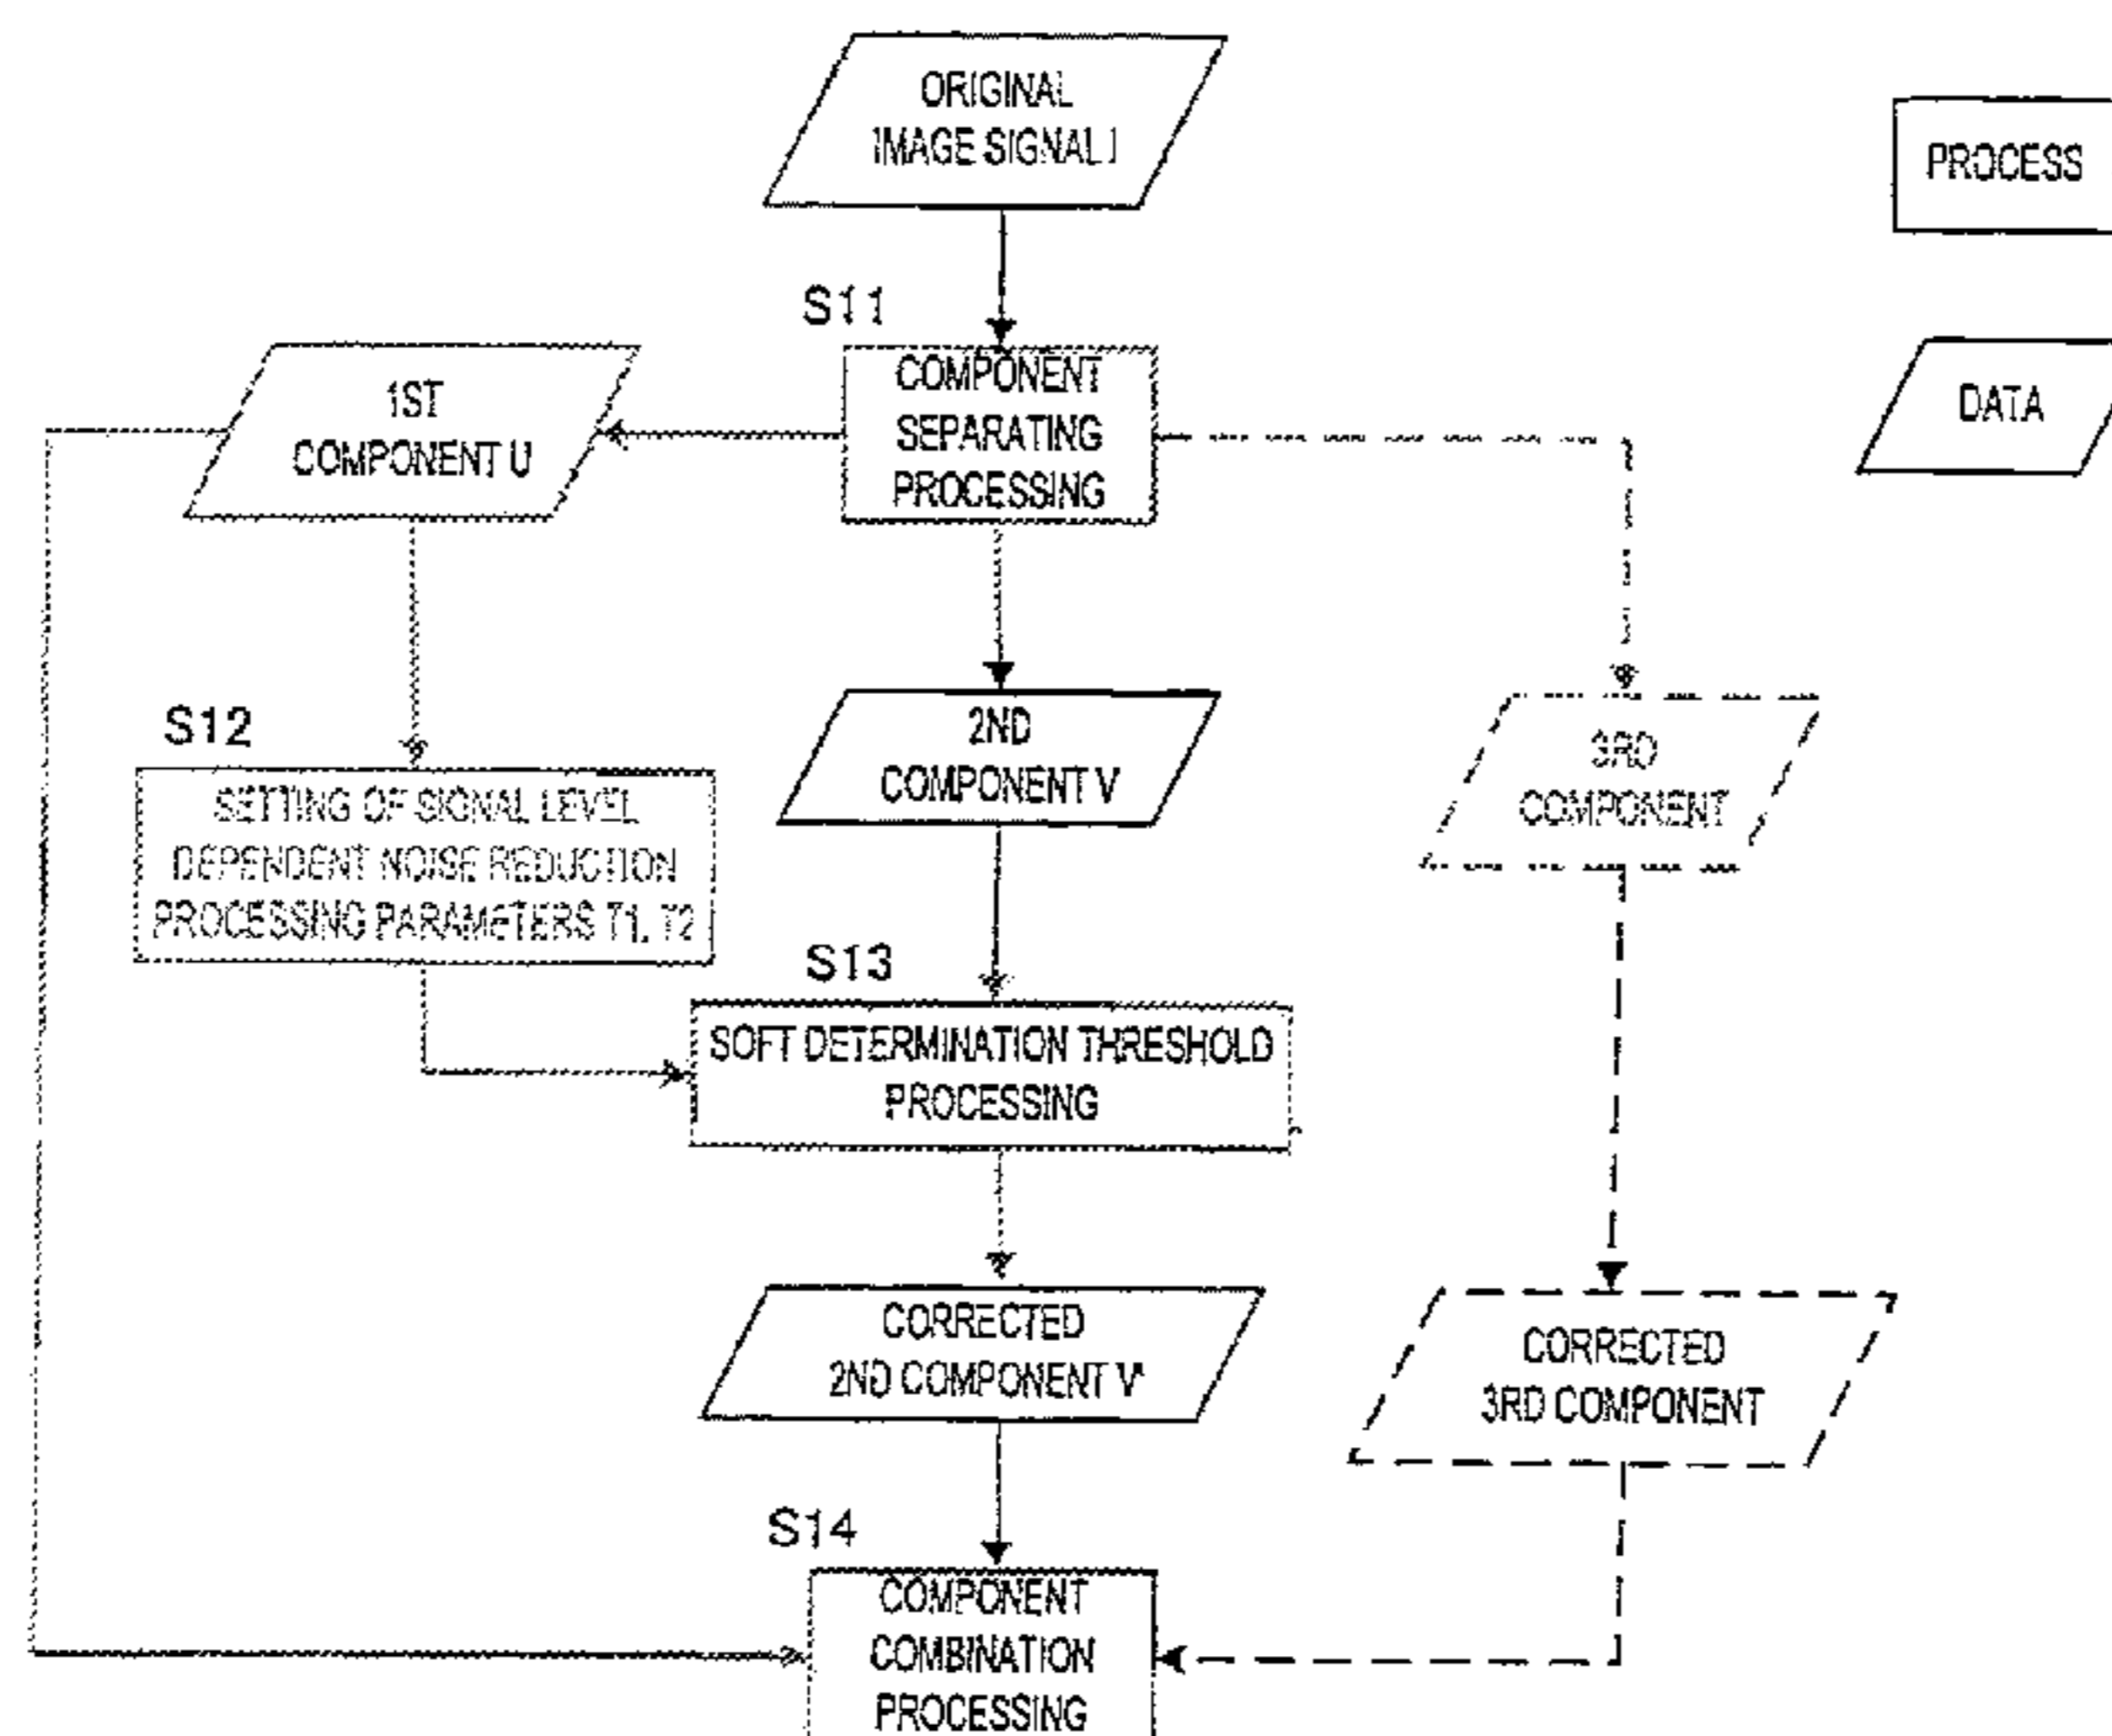 ORIGINAL
IMAGE SIGNAL I
PROCESS
S11
COMPONENT
SEPARATING
PROCESSING
1ST
COMPONENT U
DATA
S12
SETTING OF SIGNAL LEVEL
DEPENDENT NOISE REDUCTION
PROCESSING PARAMETERS T1, T2
2ND
COMPONENT V
3RD
COMPONENT
S13
SOFT DETERMINATION THRESHOLD
PROCESSING
CORRECTED
2ND COMPONENT V'
CORRECTED
3RD COMPONENT
S14
COMPONENT
COMBINATION
PROCESSING